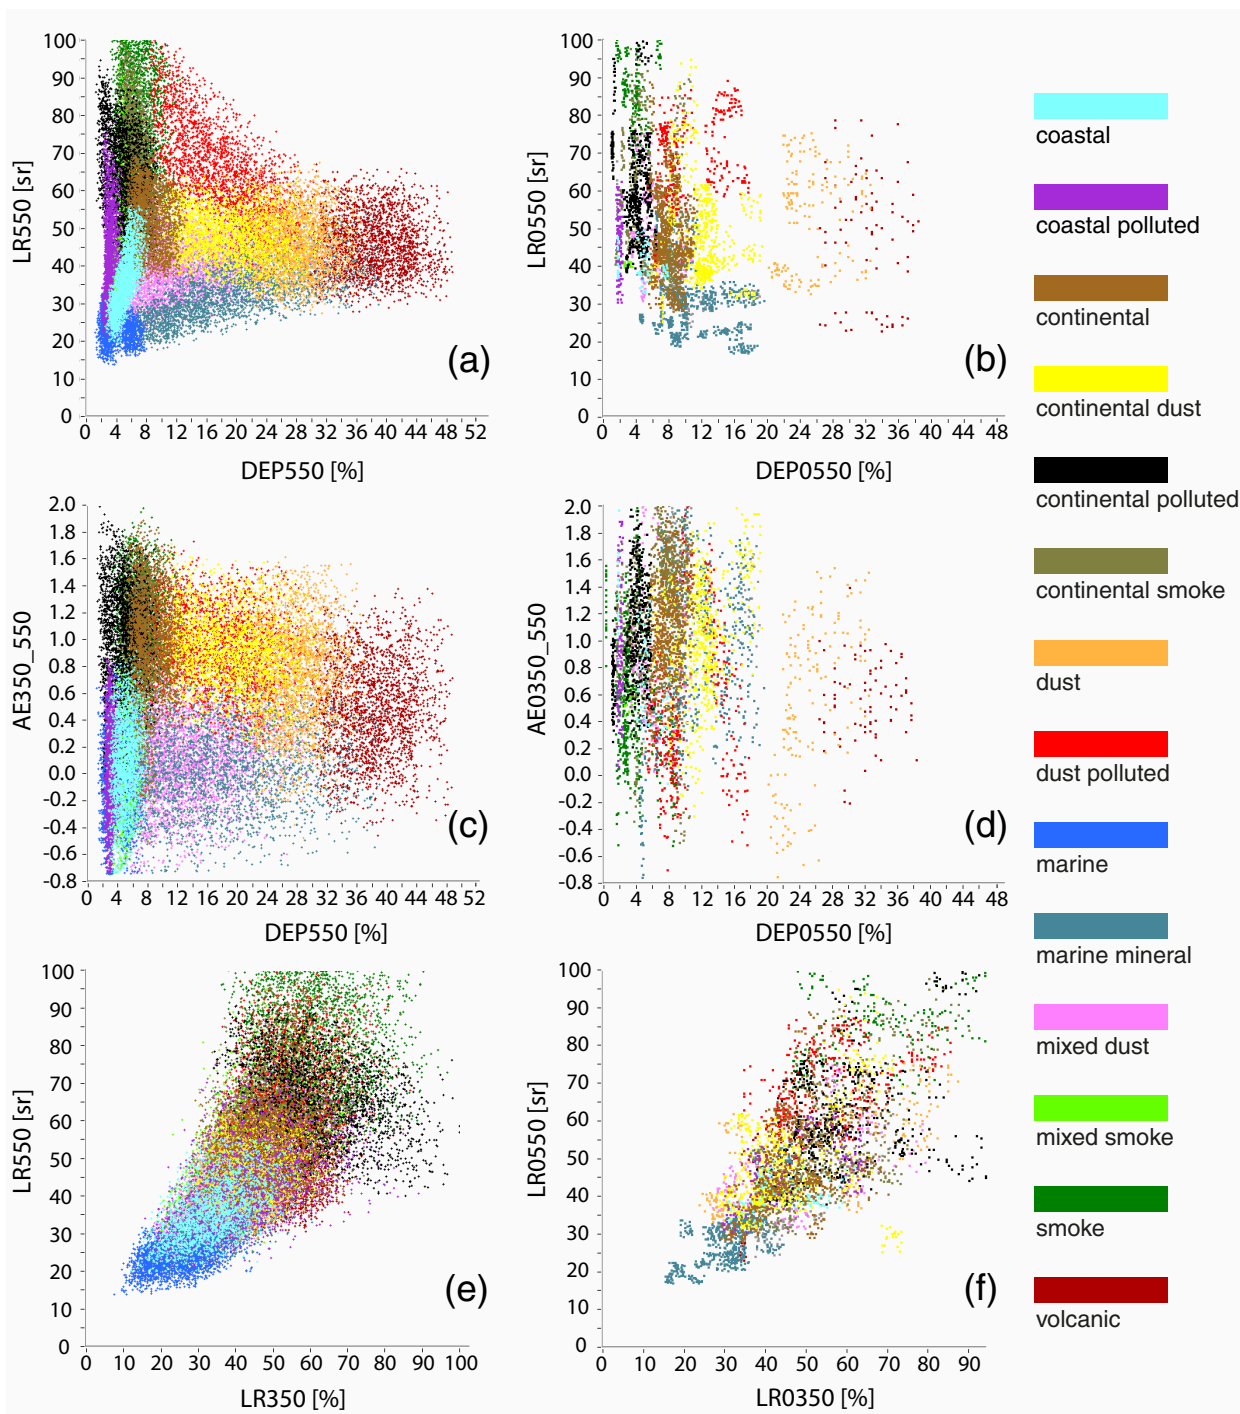 100
90
80
70
60
50
40
30
20
10
0
LR550 [sr]
0 4 8 12 16 20 24 28 32 36 40 44 48 52
DEP550 [%]
(a)
100
90
80
70
60
50
40
30
20
10
0
LR0550 [sr]
0 4 8 12 16 20 24 28 32 36 40 44 48
DEP0550 [%]
(b)
2.0
1.8
1.6
1.4
1.2
1.0
0.8
0.6
0.4
0.2
0.0
-0.2
-0.4
-0.6
-0.8
AE350_550
0 4 8 12 16 20 24 28 32 36 40 44 48 52
DEP550 [%]
(c)
2.0
1.8
1.6
1.4
1.2
1.0
0.8
0.6
0.4
0.2
0.0
-0.2
-0.4
-0.6
-0.8
AE0350_550
0 4 8 12 16 20 24 28 32 36 40 44 48
DEP0550 [%]
(d)
100
90
80
70
60
50
40
30
20
10
0
LR550 [sr]
0 10 20 30 40 50 60 70 80 90 100
LR350 [%]
(e)
100
90
80
70
60
50
40
30
20
10
0
LR0550 [sr]
0 10 20 30 40 50 60 70 80 90
LR0350 [%]
(f)
coastal
coastal polluted
continental
continental dust
continental polluted
continental smoke
dust
dust polluted
marine
marine mineral
mixed dust
mixed smoke
smoke
volcanic